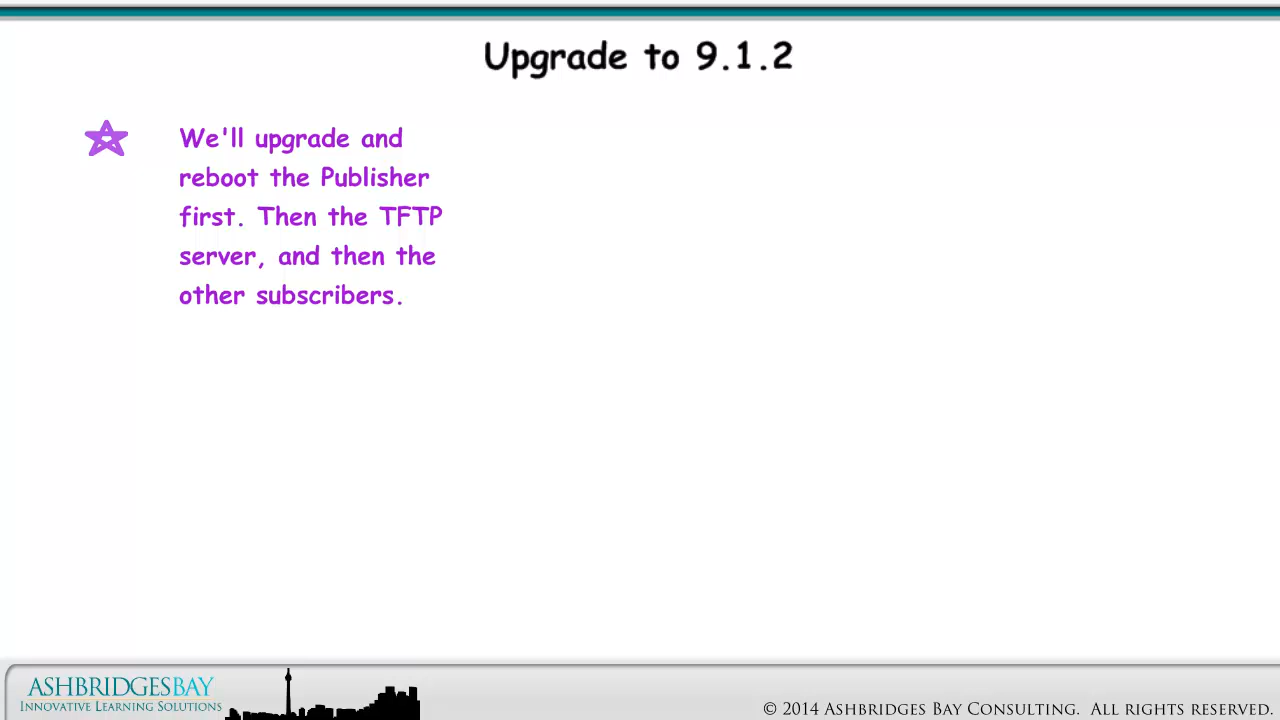 Upgrade to 9.1.2
We'll upgrade and
reboot the Publisher
first. Then the TFTP
server, and then the
other subscribers.
ASHBRIDGESBAY
INNOVATIVE LEARNING SOLUTIONS
© 2014 ASHBRIDGES BAY CONSULTING. ALL RIGHTS RESERVED.